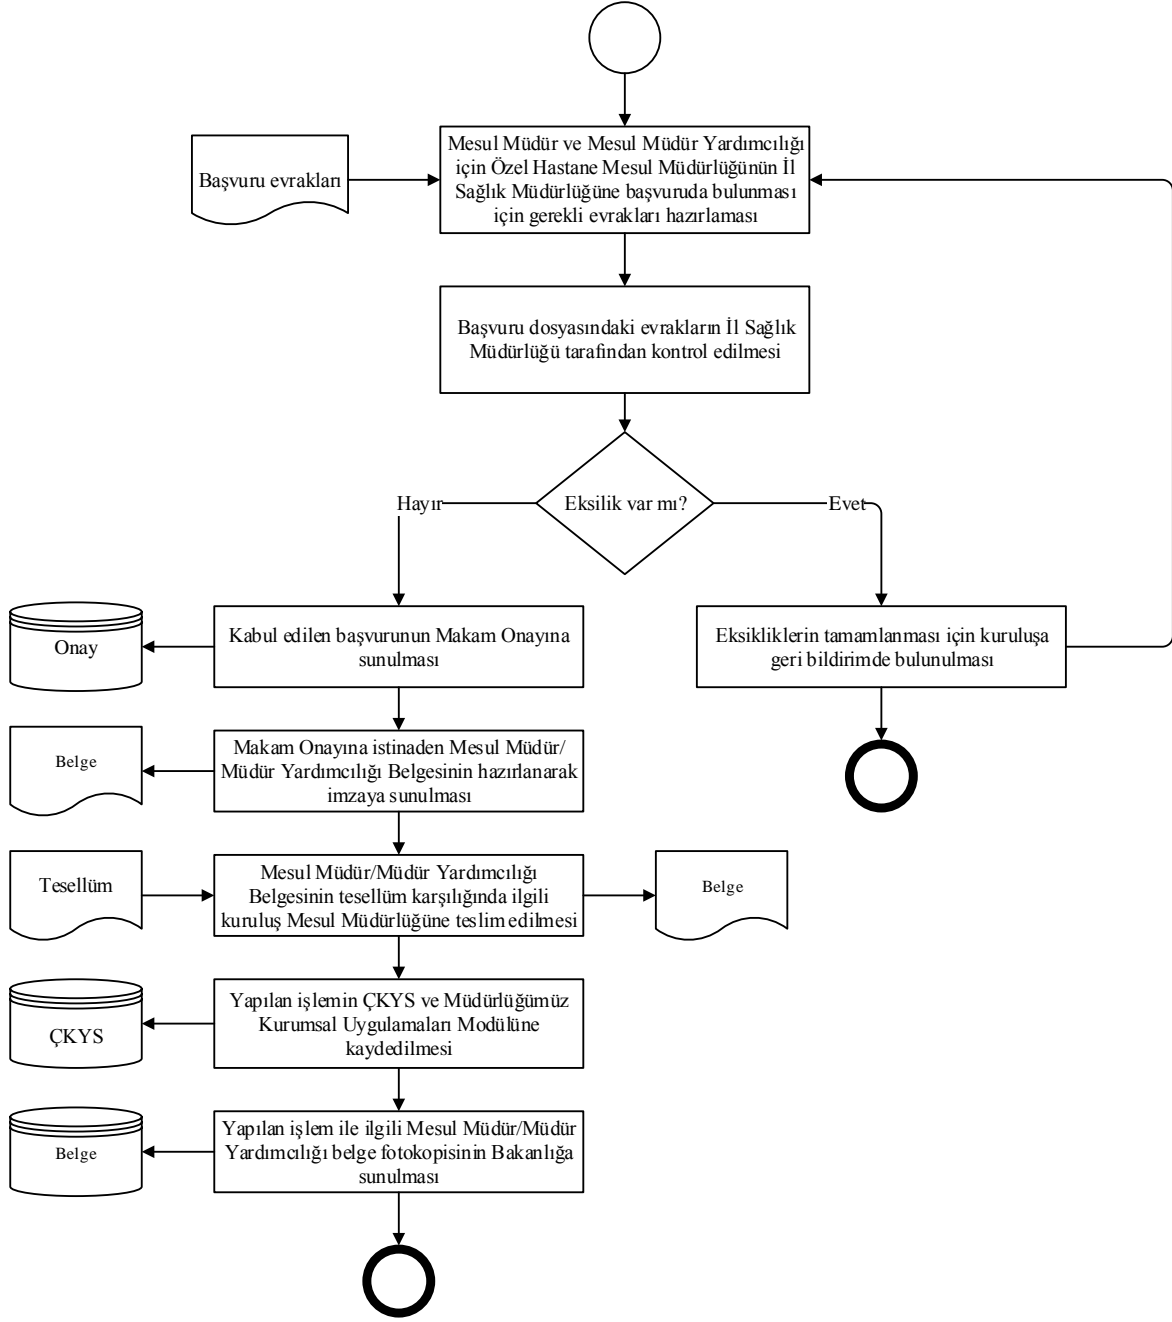 Mesul Müdür ve Mesul Müdür Yardımcılığı
için Özel Hastane Mesul Müdürlüğünün İl
Sağlık Müdürlüğüne başvuruda bulunması
için gerekli evrakları hazırlaması
Başvuru evrakları
Başvuru dosyasındaki evrakların İl Sağlık
Müdürlüğü tarafından kontrol edilmesi
Eksilik var mı?
Hayır
Evet
Kabul edilen başvurunun Makam Onayına
sunulması
Onay
Eksikliklerin tamamlanması için kuruluşa
geri bildirimde bulunulması
Makam Onayına istinaden Mesul Müdür/
Müdür Yardımcılığı Belgesinin hazırlanarak
imzaya sunulması
Belge
Tesellüm
Mesul Müdür/Müdür Yardımcılığı
Belgesinin tesellüm karşılığında ilgili
kuruluş Mesul Müdürlüğüne teslim edilmesi
Belge
Yapılan işlemin ÇKYS ve Müdürlüğümüz
Kurumsal Uygulamaları Modülüne
kaydedilmesi
ÇKYS
Yapılan işlem ile ilgili Mesul Müdür/Müdür
Yardımcılığı belge fotokopisinin Bakanlığa
sunulması
Belge